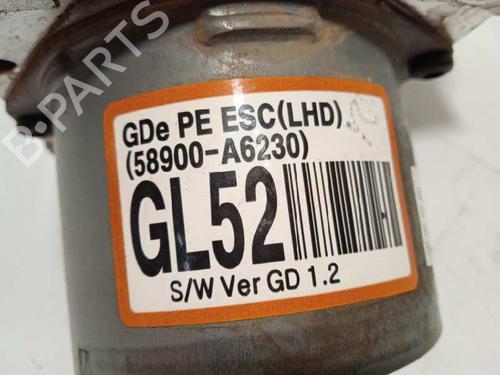 B-PARTS
GDe PE ESC(LHD)
(58900-A6230)
GL52
S/W Ver GD 1.2